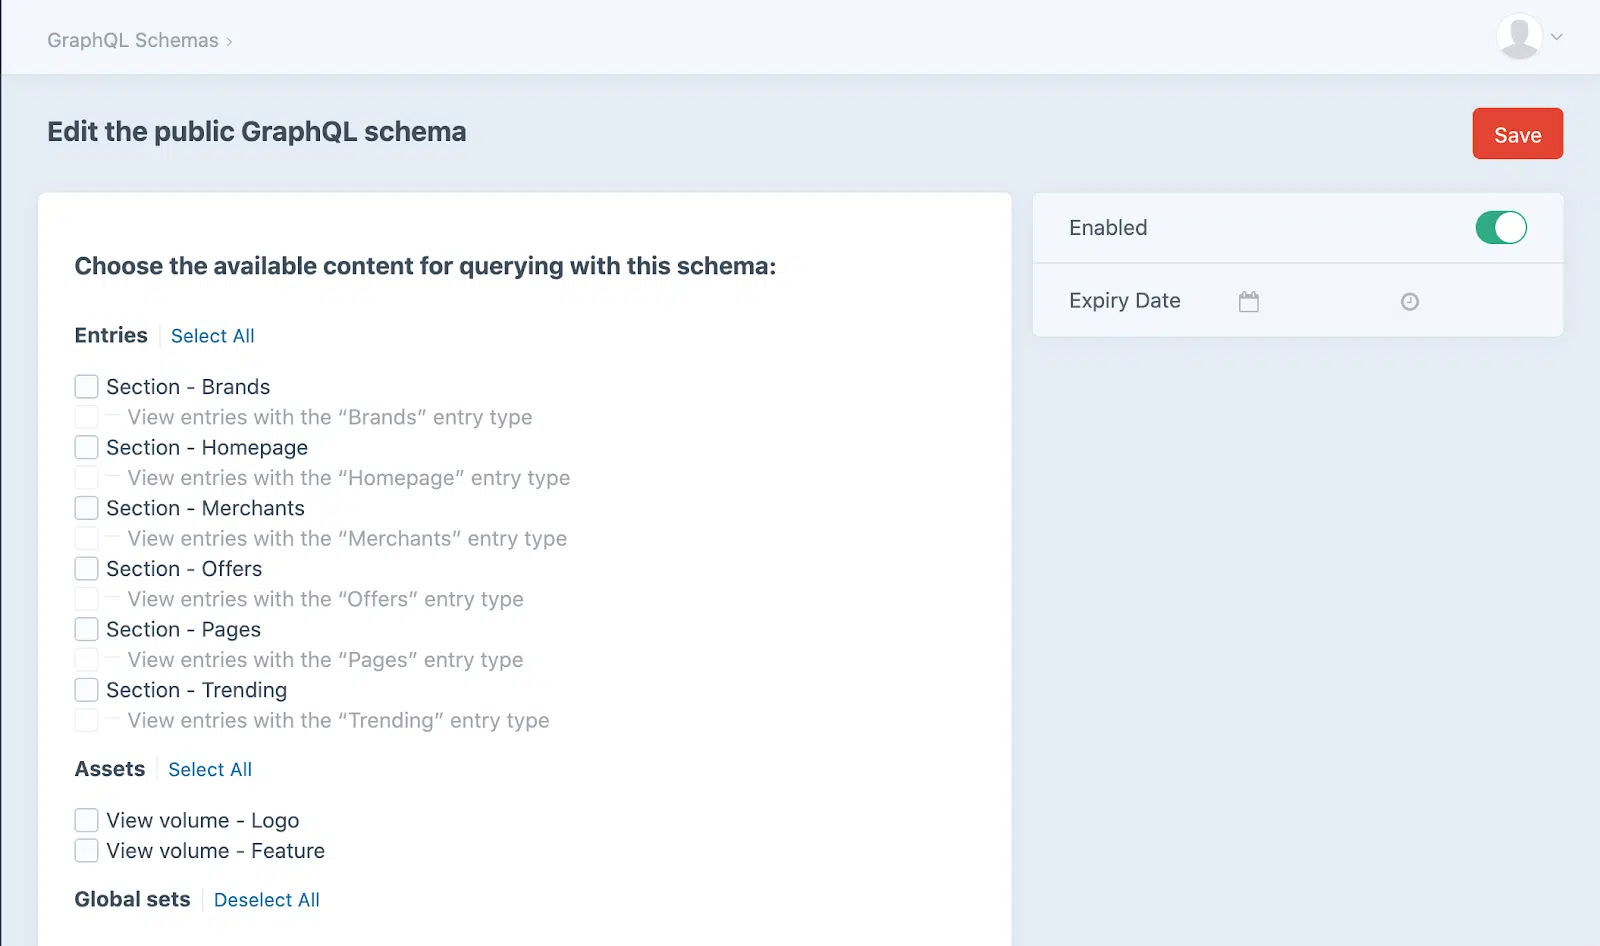 GraphQL Schemas
Edit the public GraphQL schema
Save
Choose the available content for querying with this schema:
Entries
Select All
Section - Brands
View entries with the “Brands” entry type
Section - Homepage
View entries with the “Homepage” entry type
Section - Merchants
View entries with the “Merchants” entry type
Section - Offers
View entries with the “Offers” entry type
Section - Pages
View entries with the “Pages” entry type
Section - Trending
View entries with the “Trending” entry type
Assets
Select All
View volume - Logo
View volume - Feature
Global sets
Deselect All
Enabled
Expiry Date